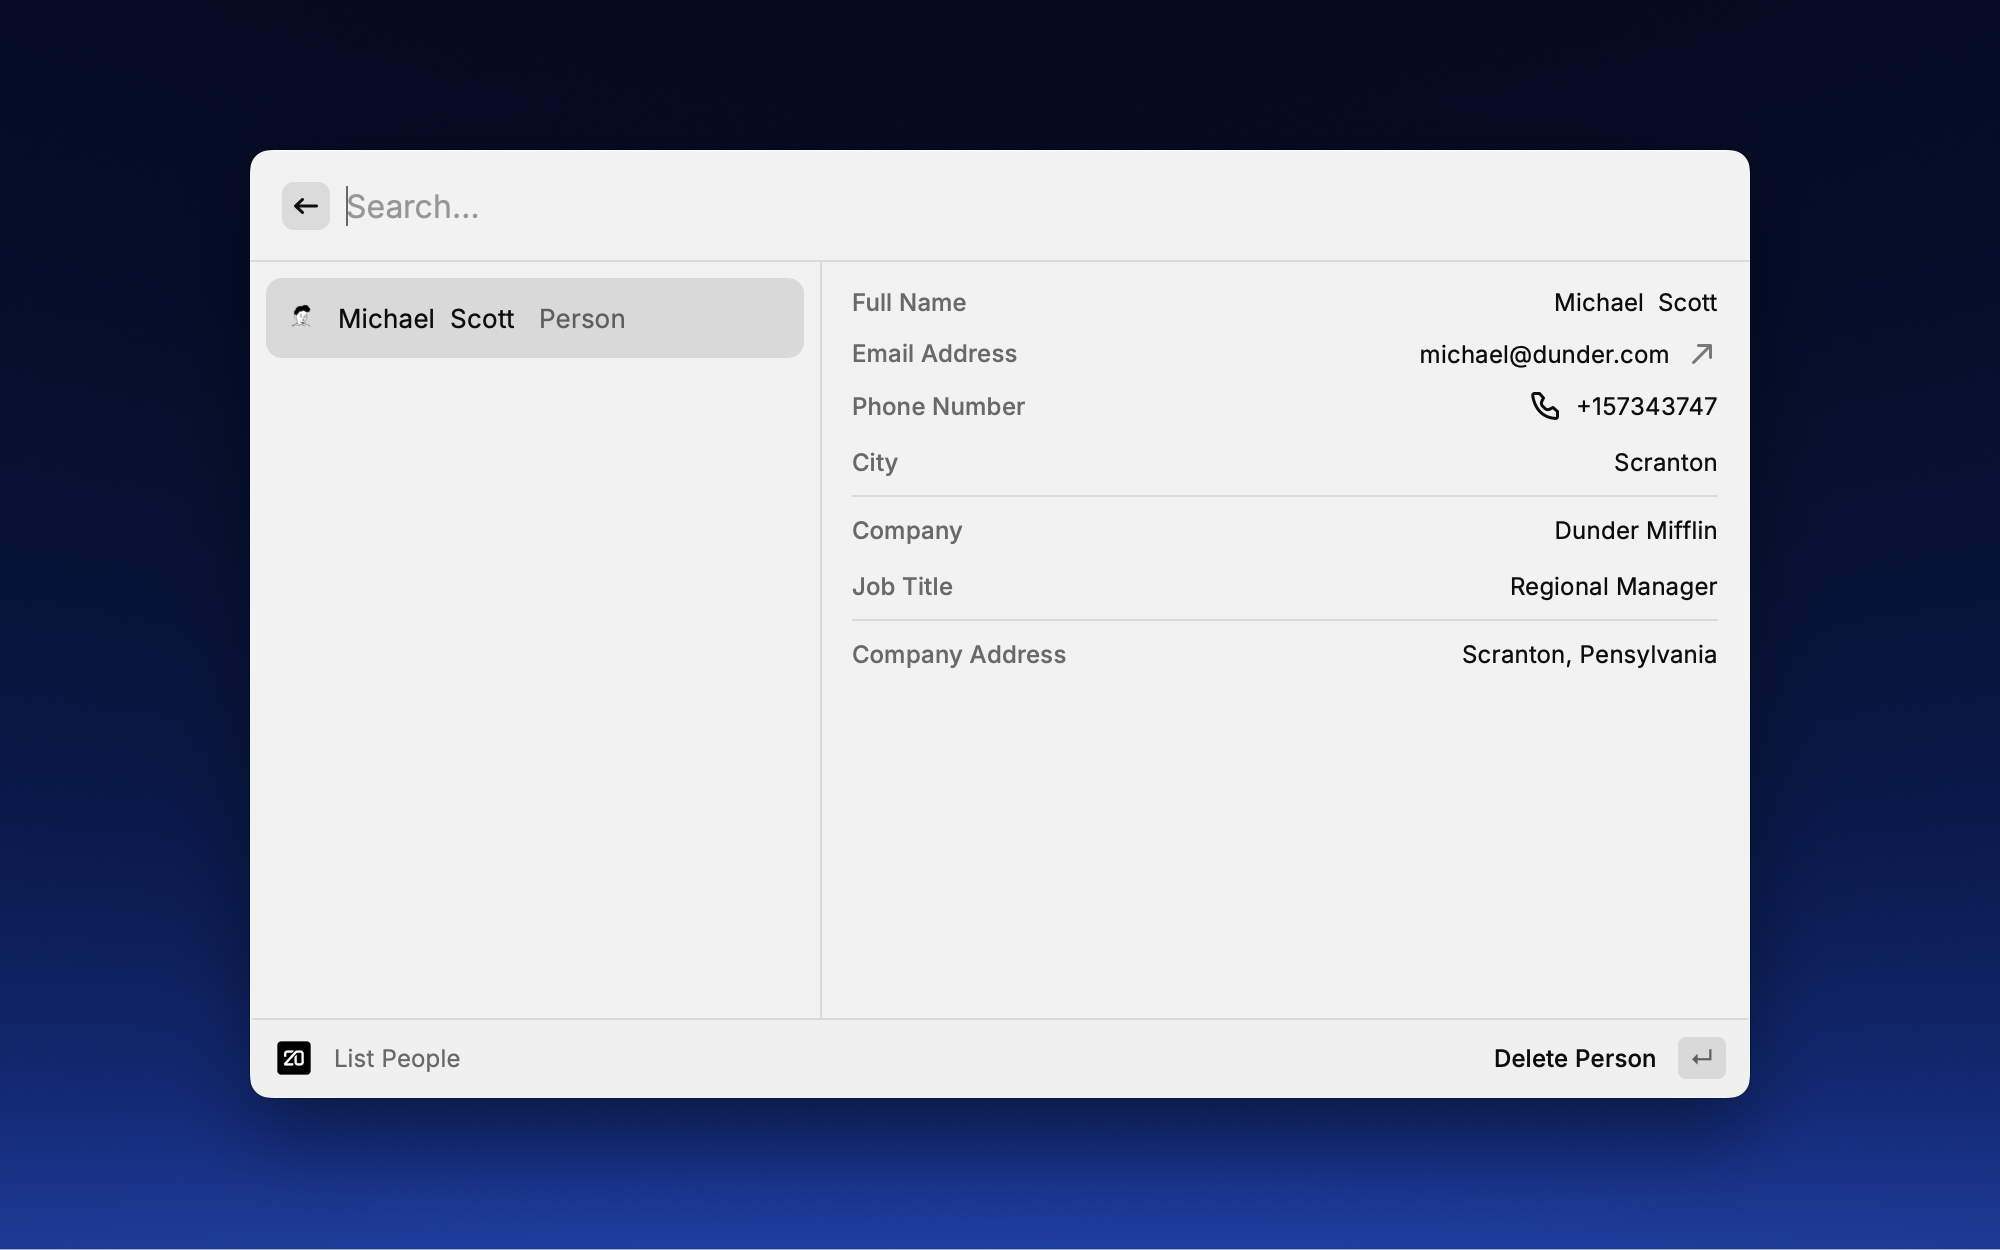 Search...
Michael  Scott Person
Full Name Michael  Scott
Email Address michael@dunder.com
Phone Number +157343747
City Scranton
Company Dunder Mifflin
Job Title Regional Manager
Company Address Scranton, Pensylvania
20 List People Delete Person